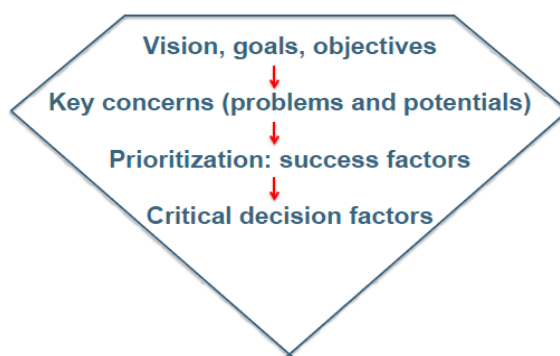 Vision, goals, objectives
Key concerns (problems and potentials)
Prioritization: success factors
Critical decision factors